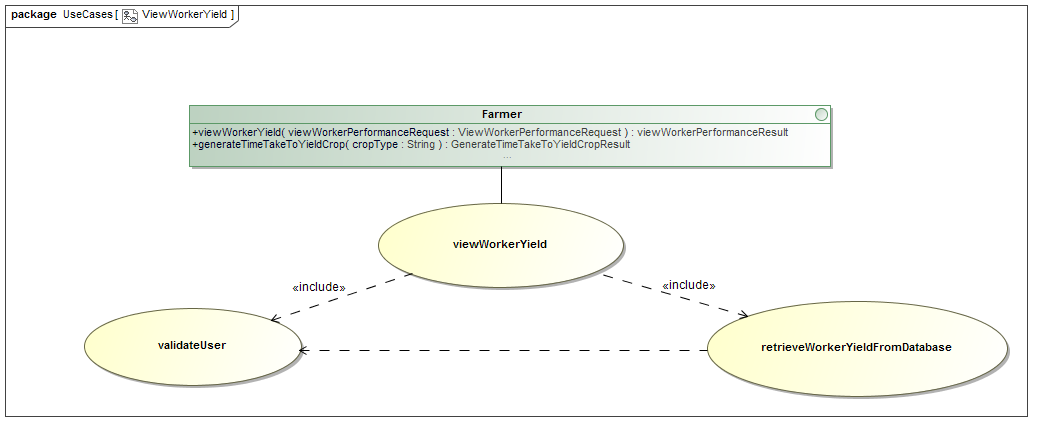 package UseCases [ ViewWorkerYield ]
Farmer
+viewWorkerYield( viewWorkerPerformanceRequest : ViewWorkerPerformanceRequest ) : viewWorkerPerformanceResult
+generateTimeTakeToYieldCrop( cropType : String ) : GenerateTimeTakeToYieldCropResult
...
viewWorkerYield
«include»
«include»
validateUser
retrieveWorkerYieldFromDatabase